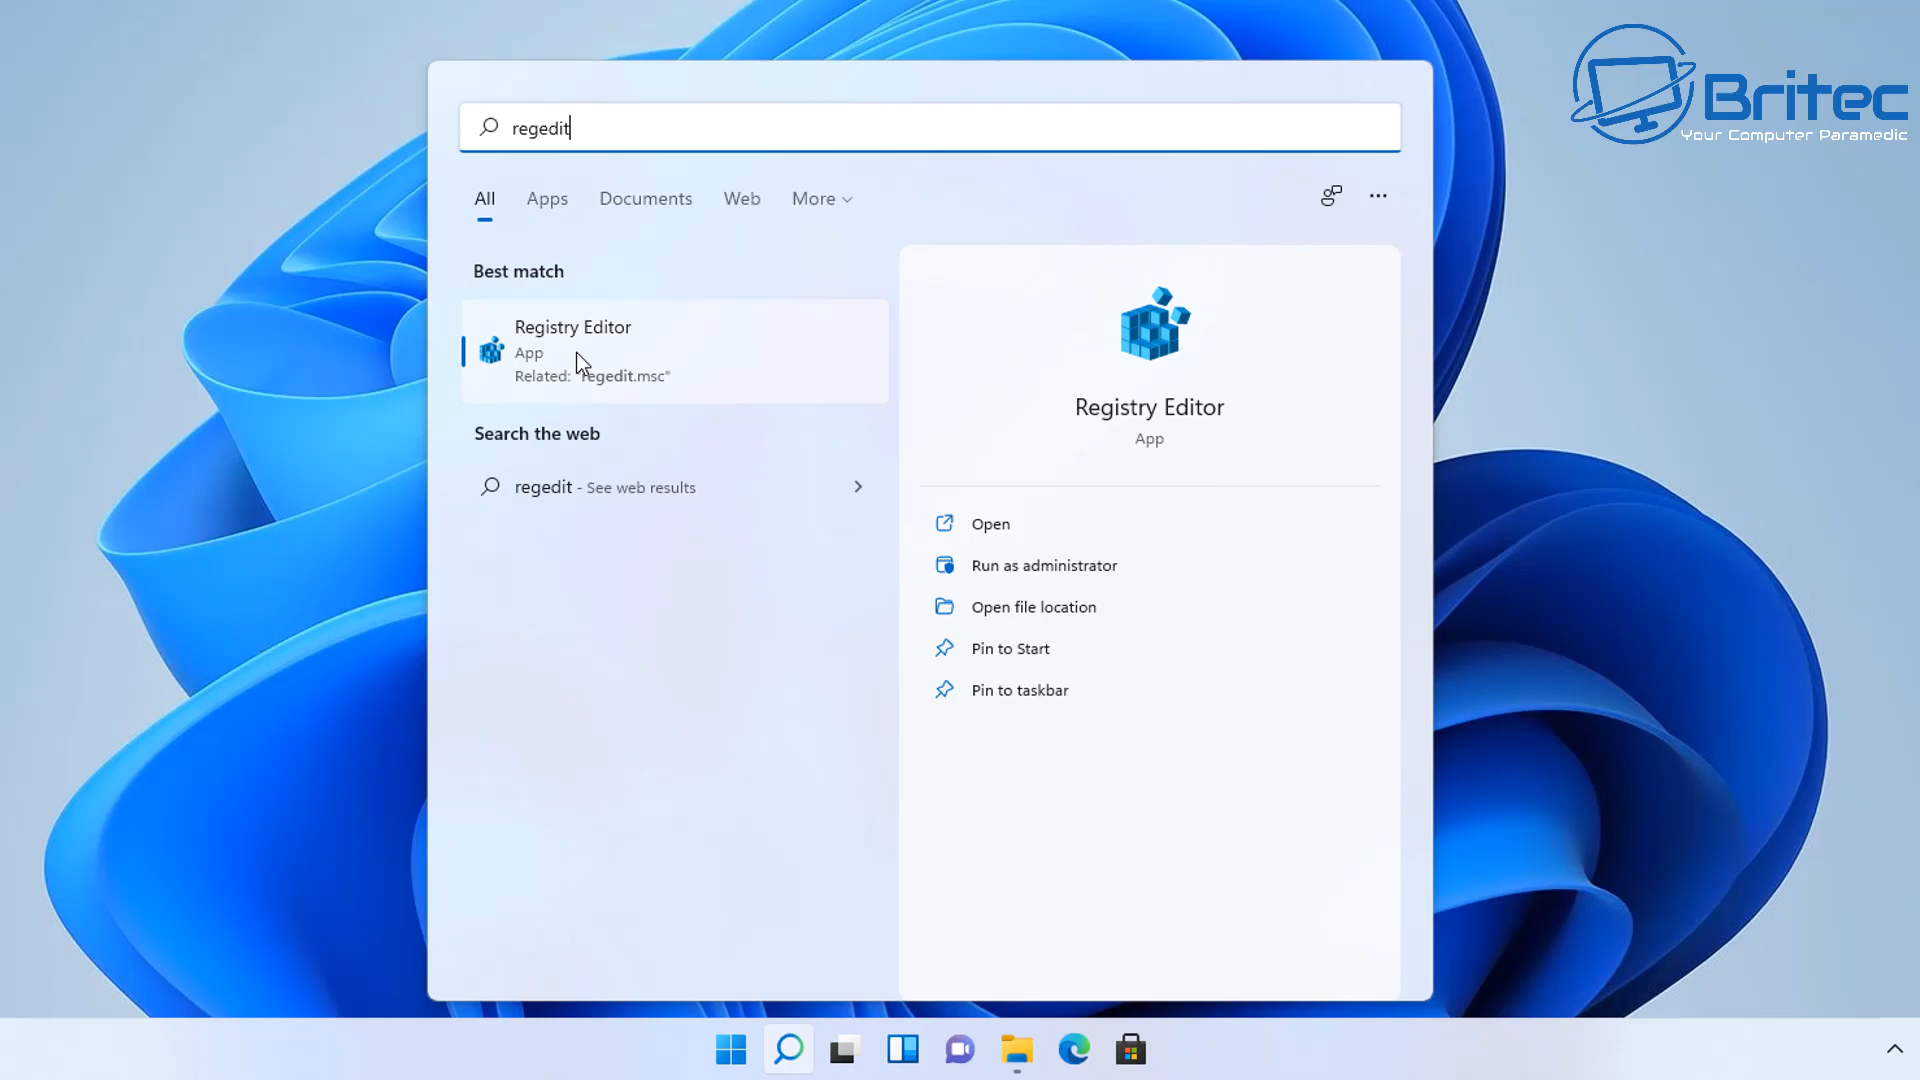 Britec
Your Computer Paramedic
regedit
All Apps Documents Web More
Best match
Registry Editor
App
Related: "regedit.msc"
Search the web
regedit - See web results
Registry Editor
App
Open
Run as administrator
Open file location
Pin to Start
Pin to taskbar